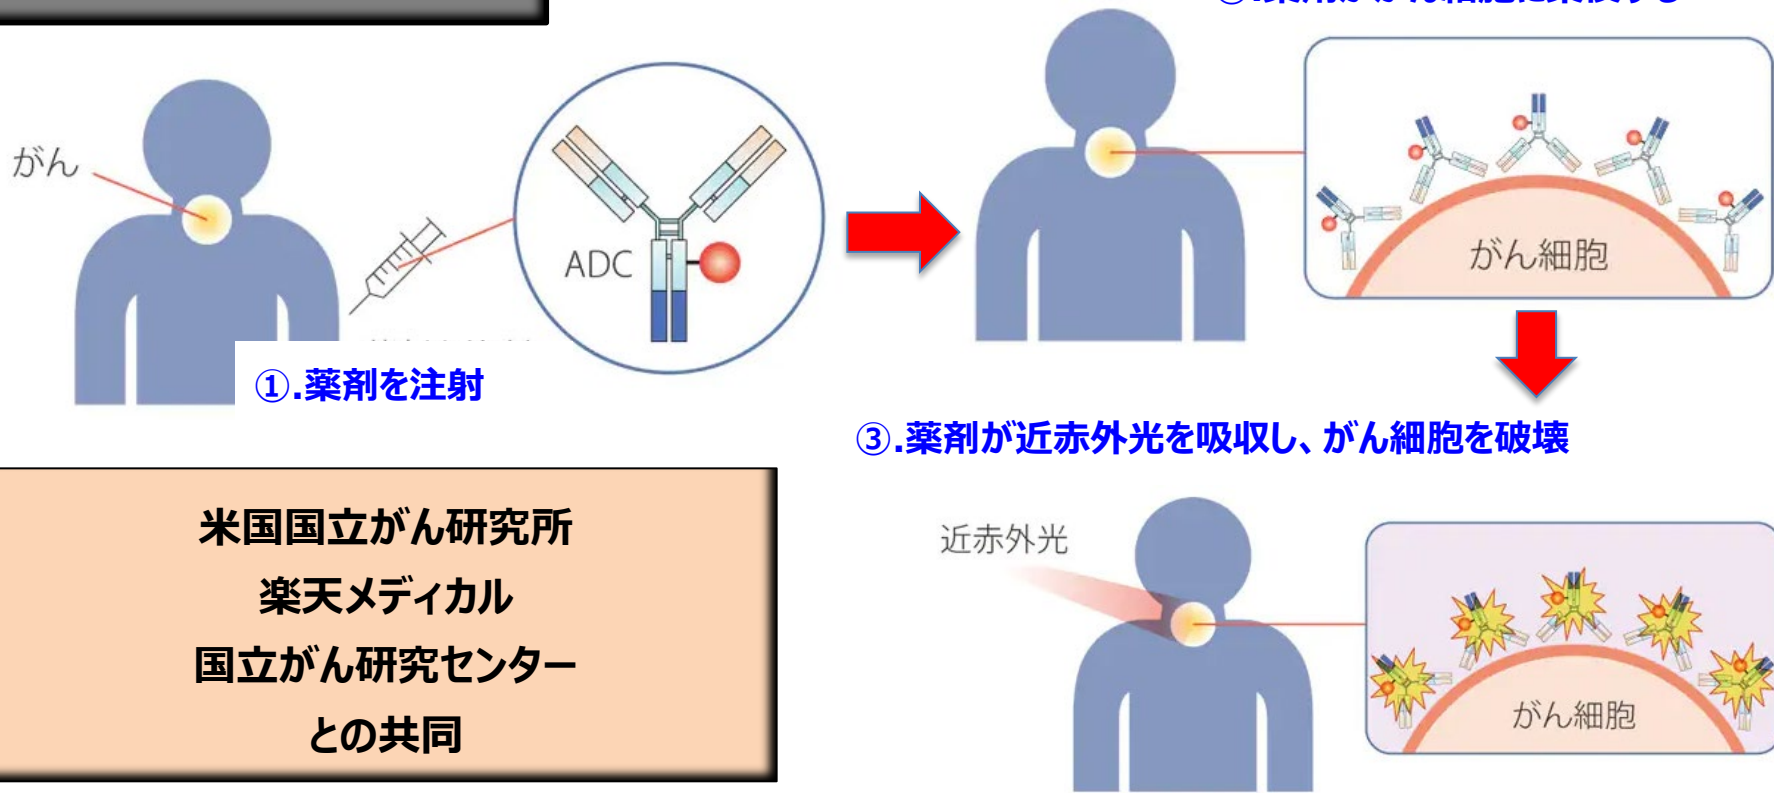 がん
ADC
①.薬剤を注射
がん細胞
③.薬剤が近赤外光を吸収し、がん細胞を破壊
近赤外光
がん細胞
米国国立がん研究所
楽天メディカル
国立がん研究センター
との共同